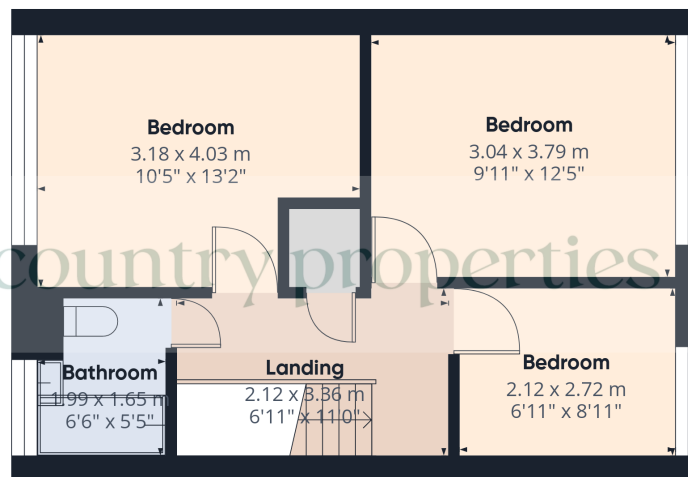 Bedroom
3.18 x 4.03 m
10'5" x 13'2"
Bedroom
3.04 x 3.79 m
9'11" x 12'5"
country properties
Bathroom
1.99 x 1.65 m
6'6" x 5'5"
Landing
2.12 x 3.36 m
6'11" x 11'0"
Bedroom
2.12 x 2.72 m
6'11" x 8'11"